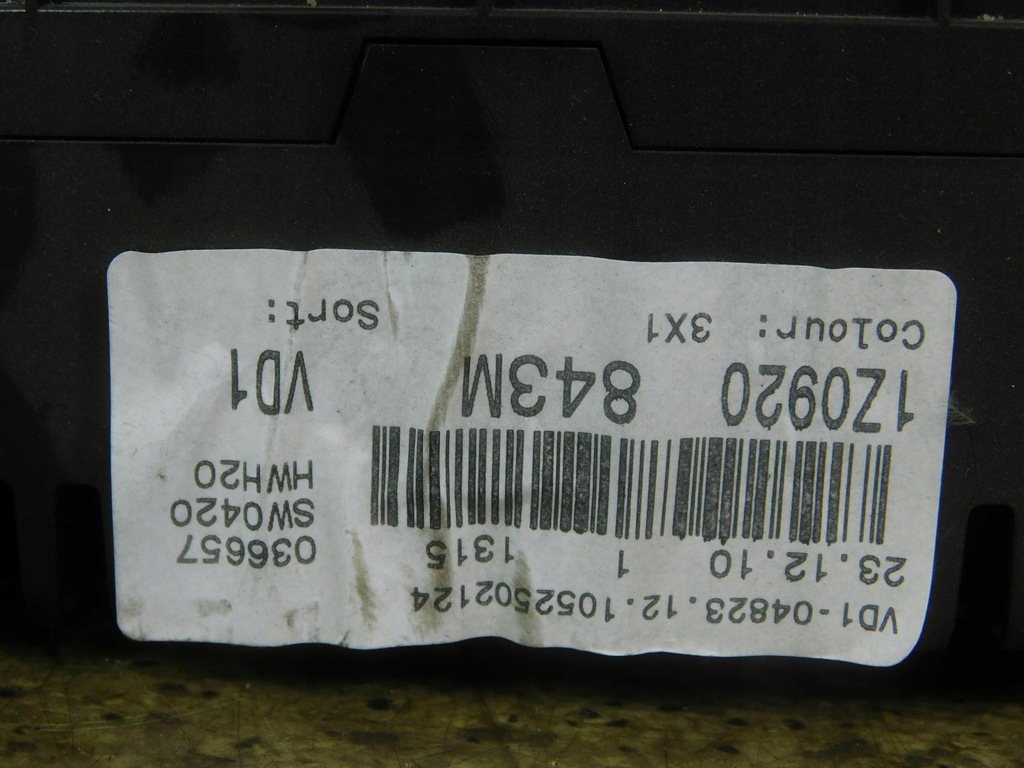 VD1-04823.12.1052502124
23.12.10 1 1315 036657
SW0420
HWH20
1Z0920 843M VD1
Colour: 3X1 Sort: